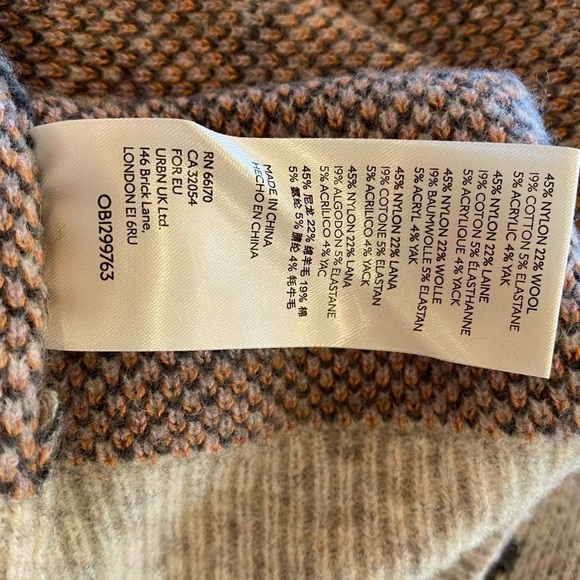 45% NYLON 22% WOOL
19% COTTON 5% ELASTANE
5% ACRYLIC 4% YAK
45% NYLON 22% LAINE
19% COTON 5% ÉLASTHANNE
5% ACRYLIQUE 4% YACK
45% NYLON 22% WOLLE
19% BAUMWOLLE 5% ELASTAN
5% ACRYL 4% YAK
45% NYLON 22% LANA
19% COTONE 5% ELASTAN
5% ACRILICO 4% YACK
45% NYLON 22% LANA
19% ALGODÓN 5% ELASTANE
5% ACRÍLICO 4% YAC
45% 尼龙 22% 绵羊毛 19% 棉
5% 氨纶 5% 腈纶 4% 牦牛毛
MADE IN CHINA
HECHO EN CHINA
RN 66170
CA 32054
FOR EU
URBN UK Ltd.
146 Brick Lane,
LONDON E1 6RU
OB1299763